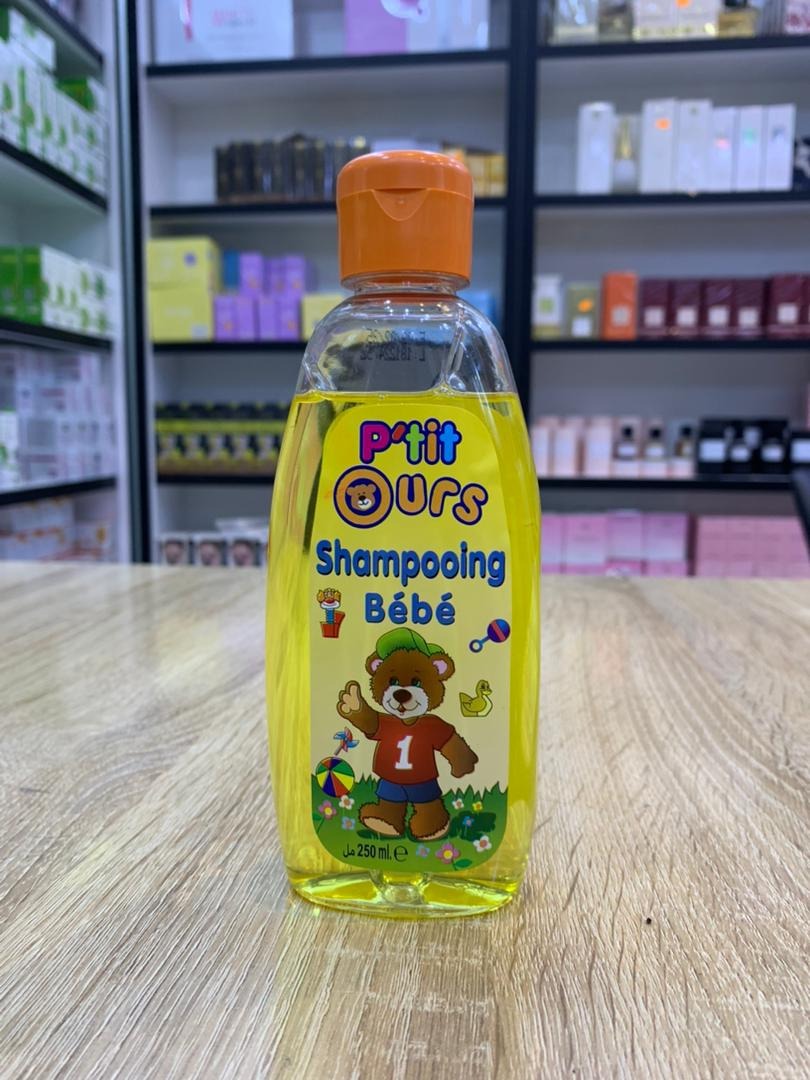 P'tit
Ours
Shampooing
Bébé
1
250 ml. e مل